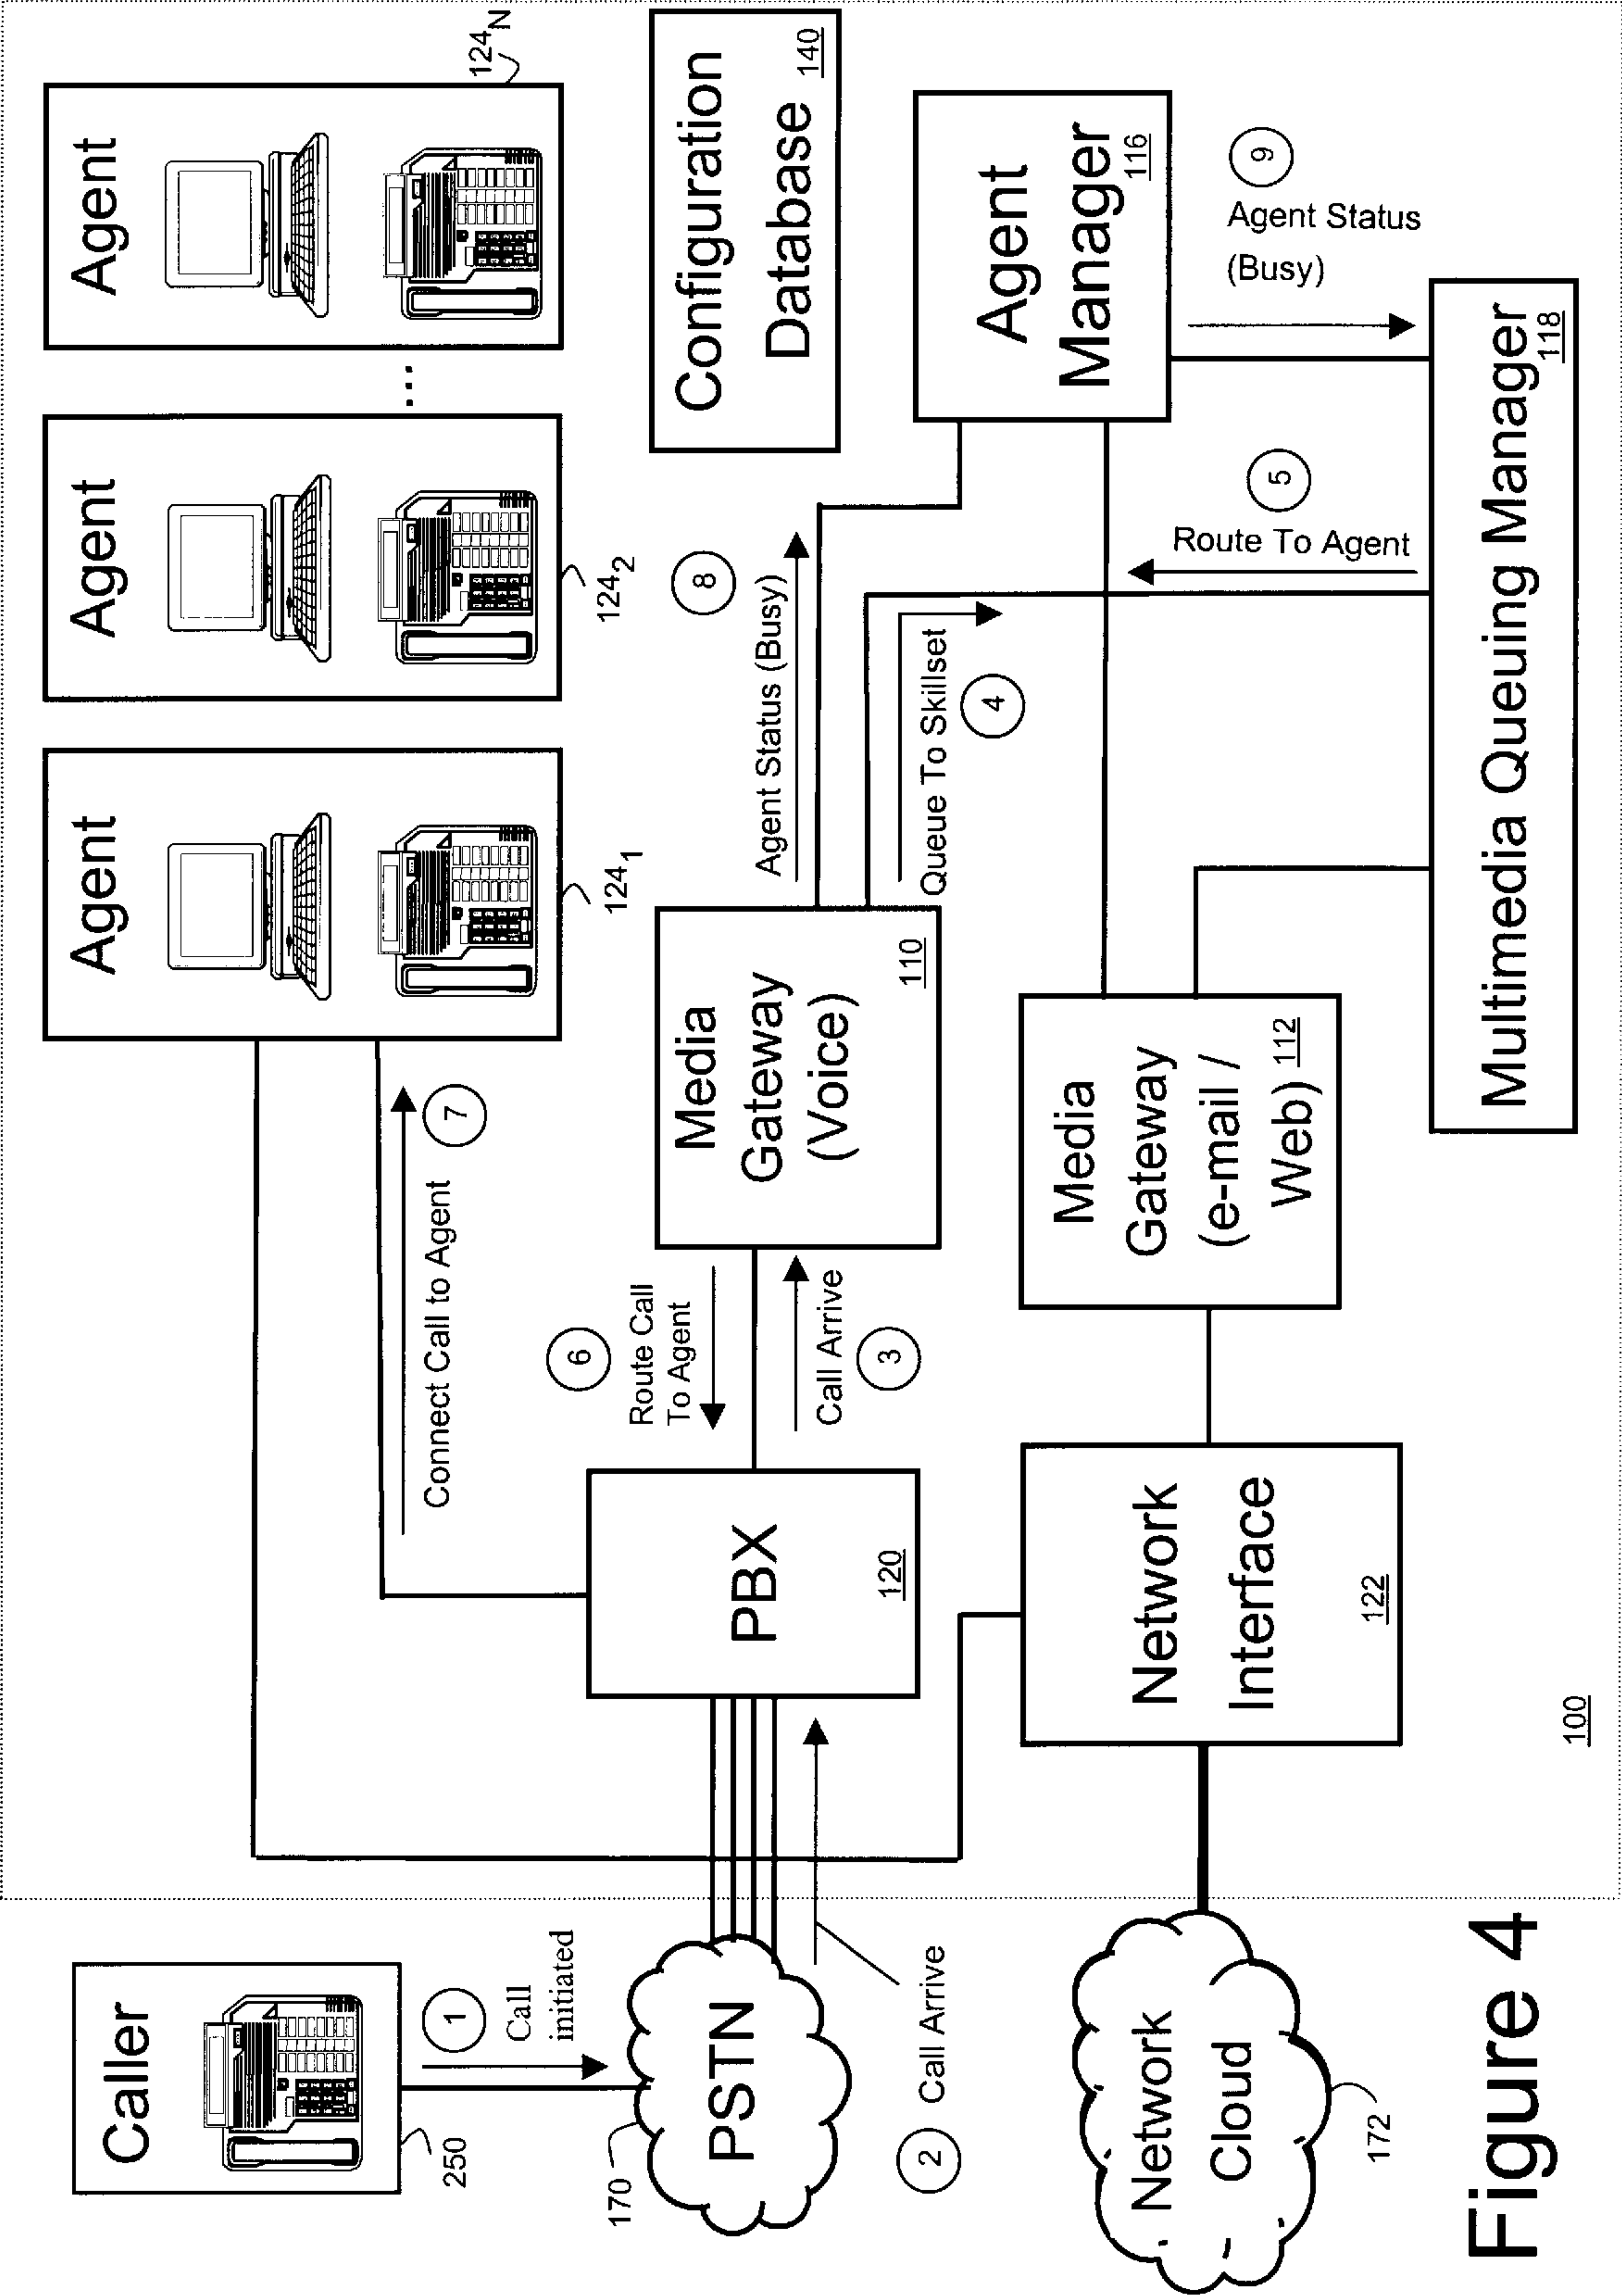 Caller
250
1
Call
initiated
170
PSTN
2
Call Arrive
Network
Cloud
172
Figure 4
Agent
124₁
Agent
124₂
...
Agent
124N
Connect Call to Agent
7
6
Route Call
To Agent
Call Arrive
3
PBX
120
Media
Gateway
(Voice)
110
8
Agent Status (Busy)
Queue To Skillset
4
Configuration
Database
140
Agent
Manager
116
9
Agent Status
(Busy)
5
Route To Agent
Network
Interface
122
Media
Gateway
(e-mail /
Web)
112
Multimedia Queuing Manager
118
100